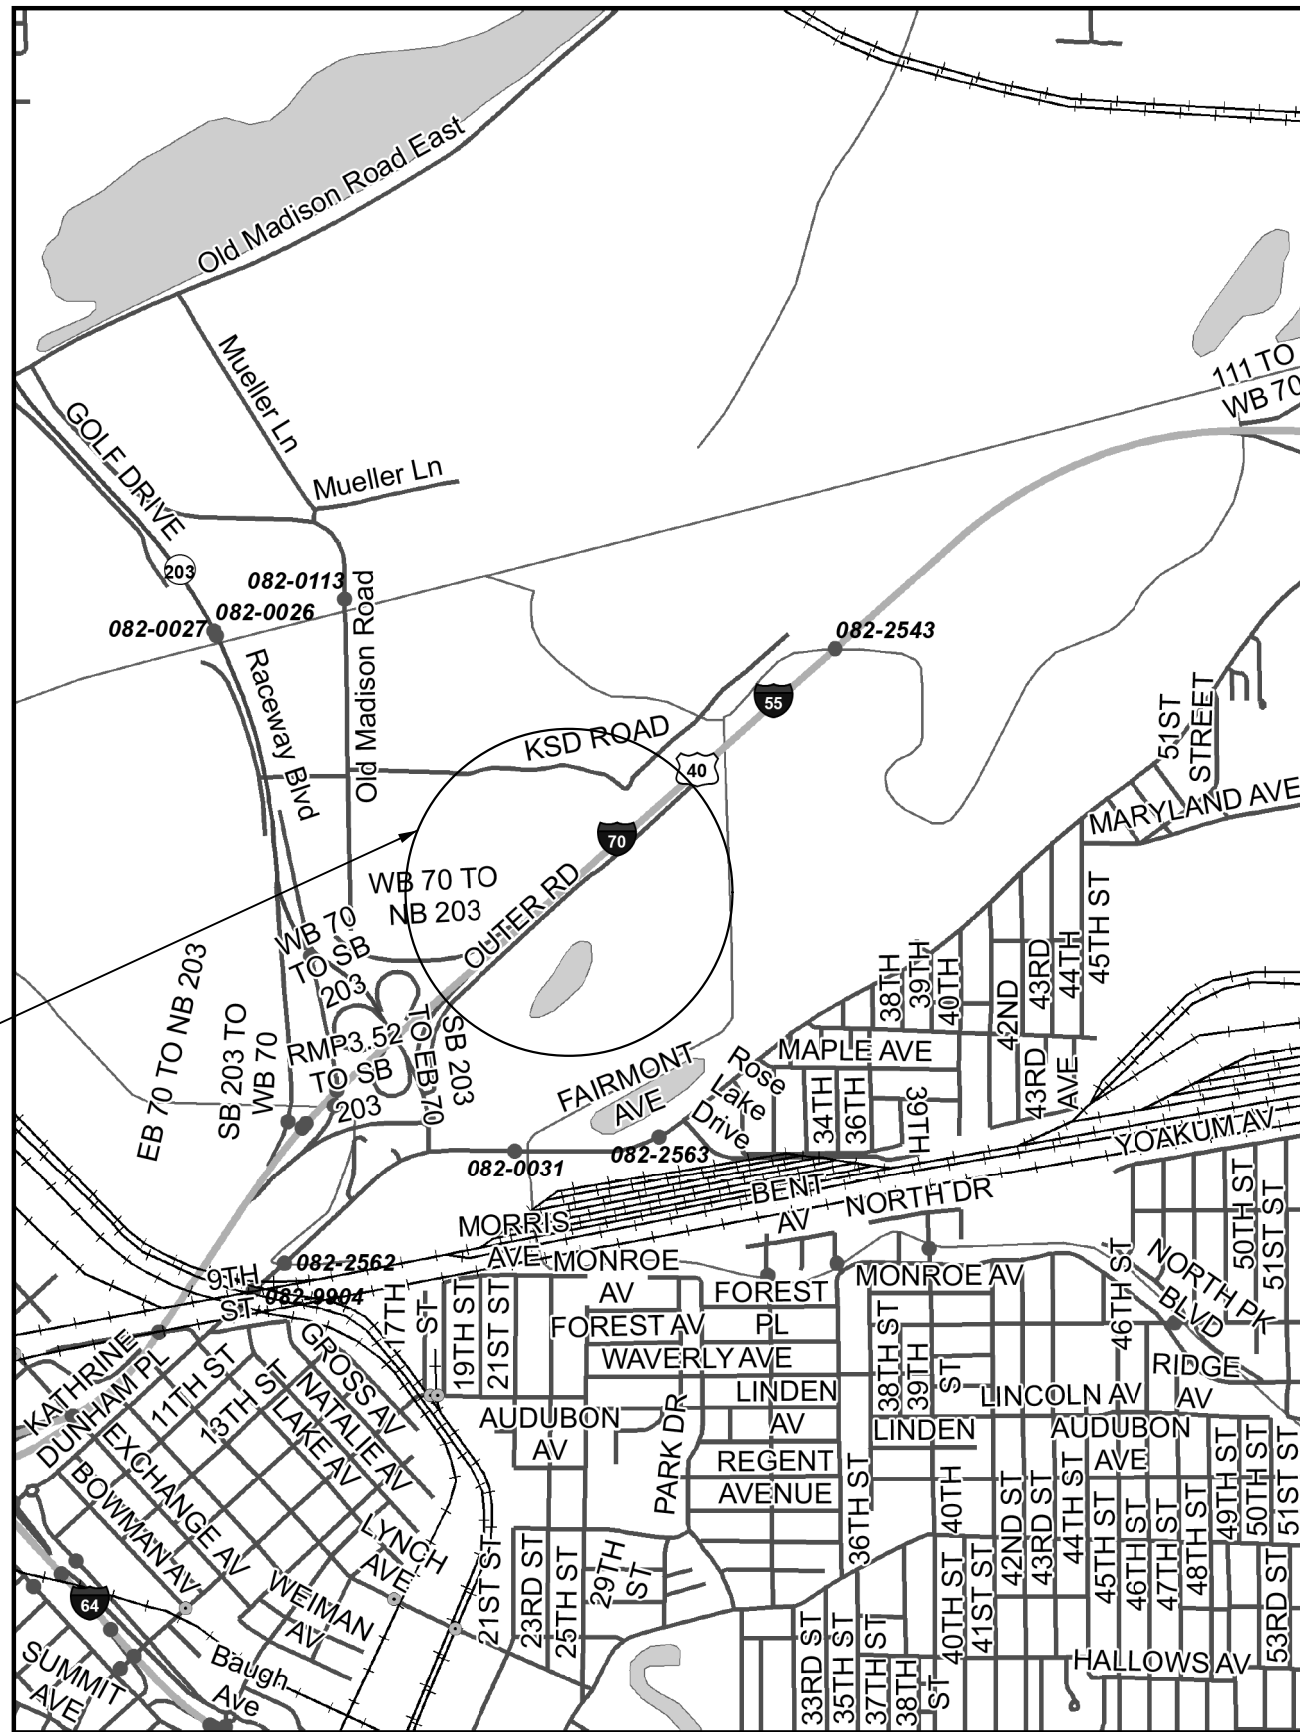 Old Madison Road East
111 TO
WB 70
Mueller Ln
GOLF DRIVE
Mueller Ln
203
082-0113
082-0026
082-0027
Old Madison Road
082-2543
Raceway Blvd
55
51ST
STREET
KSD ROAD
40
MARYLAND AVE
70
WB 70 TO
NB 203
OUTER RD
WB 70
TO SB
203
38TH
39TH
40TH
42ND
43RD
44TH
45TH ST
EB 70 TO NB 203
SB 203 TO
WB 70
RMP3.52
TO SB
203
TO EB 70
SB 203
FAIRMONT
AVE
Rose
Lake
Drive
MAPLE AVE
34TH
36TH
39TH
43RD
AVE
YOAKUM AV
082-0031
082-2563
BENT
AV
NORTH DR
MORRIS
AVE
MONROE
AV
50TH ST
51ST ST
082-2562
9TH
ST
082-9904
17TH
ST
19TH ST
21ST ST
FOREST
PL
MONROE AV
46TH ST
NORTH PK
BLVD
FOREST AV
WAVERLY AVE
RIDGE
AV
KATHRINE
DUNHAM PL
11TH ST
13TH ST
GROSS AV
NATALIE AV
LAKE AV
LINDEN
AV
38TH ST
39TH
ST
LINCOLN AV
AUDUBON
AV
PARK DR
LINDEN
AUDUBON
AVE
EXCHANGE AV
BOWMAN AV
REGENT
AVENUE
36TH ST
40TH
42ND ST
43RD ST
44TH ST
45TH ST
46TH ST
47TH ST
48TH ST
49TH ST
50TH ST
51ST ST
LYNCH
AVE
21ST ST
23RD ST
25TH ST
29TH
ST
40TH ST
41ST ST
53RD ST
64
WEIMAN
AV
Baugh
Ave
SUMMIT
AVE
33RD ST
35TH ST
37TH ST
38TH
ST
HALLOWS AV